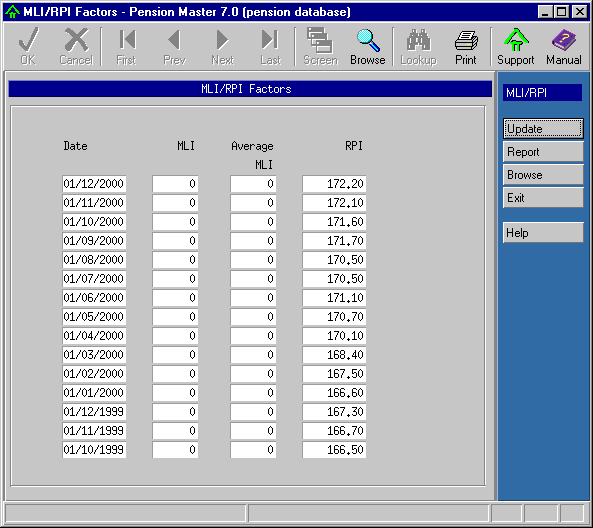 MLI/RPI Factors - Pension Master 7.0 (pension database)
OK Cancel First Prev Next Last Screen Browse Lookup Print Support Manual
MLI/RPI Factors
MLI/RPI
Update
Report
Browse
Exit
Help
Date MLI Average RPI
MLI
01/12/2000 0 0 172.20
01/11/2000 0 0 172.10
01/10/2000 0 0 171.60
01/09/2000 0 0 171.70
01/08/2000 0 0 170.50
01/07/2000 0 0 170.50
01/06/2000 0 0 171.10
01/05/2000 0 0 170.70
01/04/2000 0 0 170.10
01/03/2000 0 0 168.40
01/02/2000 0 0 167.50
01/01/2000 0 0 166.60
01/12/1999 0 0 167.30
01/11/1999 0 0 166.70
01/10/1999 0 0 166.50